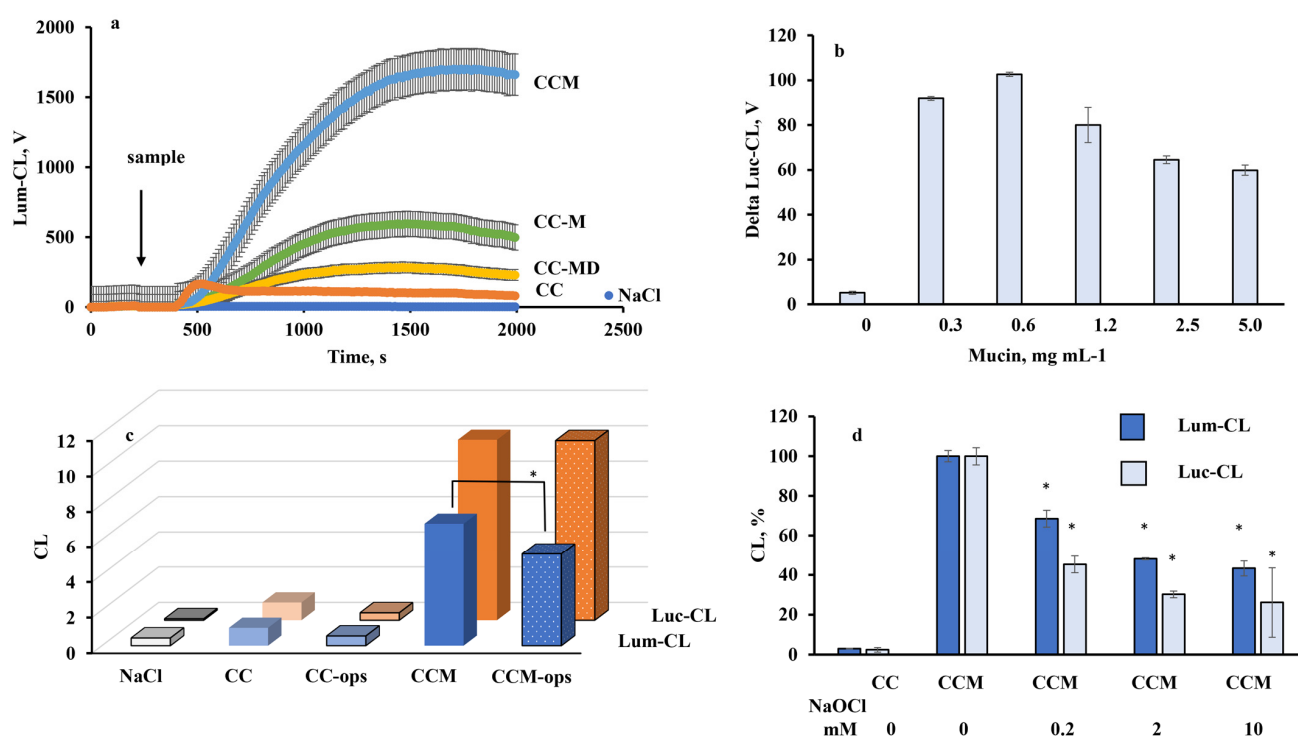 a
2000
1500
1000
500
0
Lum-CL, V
sample
CCM
CC-M
CC-MD
CC
NaCl
0 500 1000 1500 2000 2500
Time, s
b
120
100
80
60
40
20
0
Delta Luc-CL, V
0 0.3 0.6 1.2 2.5 5.0
Mucin, mg mL-1
c
12
10
8
6
4
2
0
CL
*
Luc-CL
Lum-CL
NaCl CC CC-ops CCM CCM-ops
d
120
100
80
60
40
20
0
CL, %
Lum-CL
Luc-CL
* * * * * *
CC CCM CCM CCM CCM
NaOCl
mM 0 0 0.2 2 10